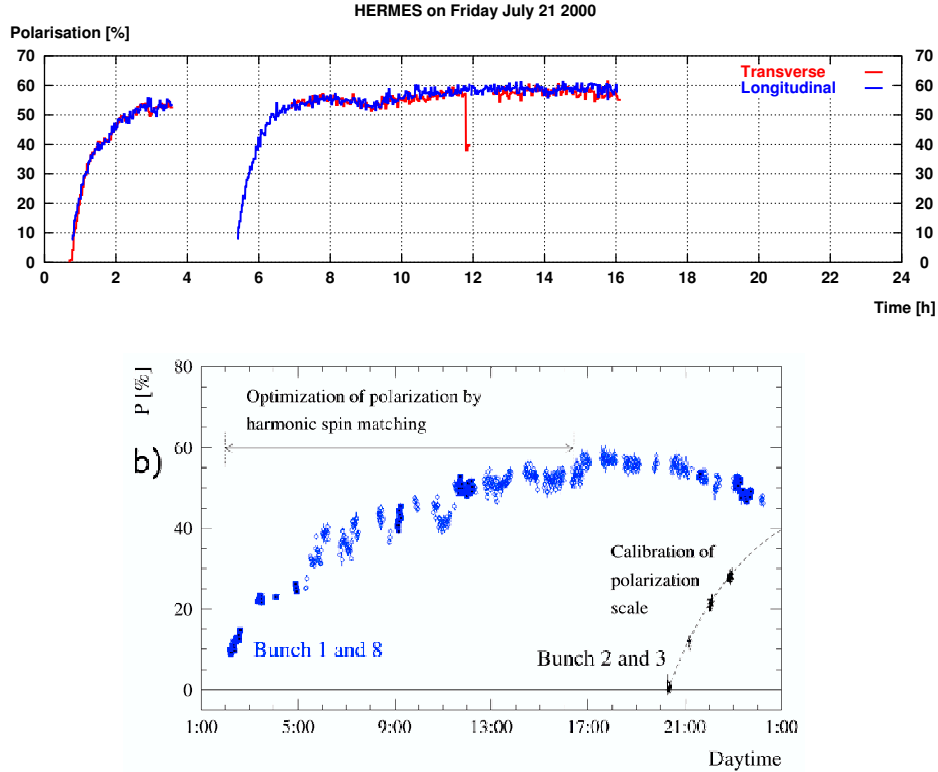 HERMES on Friday July 21 2000
Polarisation [%]
70 70
60 60
50 50
40 40
30 30
20 20
10 10
0 0
Transverse
Longitudinal
0 2 4 6 8 10 12 14 16 18 20 22 24
Time [h]
P [%]
b)
80
60
40
20
0
Optimization of polarization by
harmonic spin matching
Calibration of
polarization
scale
Bunch 1 and 8
Bunch 2 and 3
1:00 5:00 9:00 13:00 17:00 21:00 1:00
Daytime